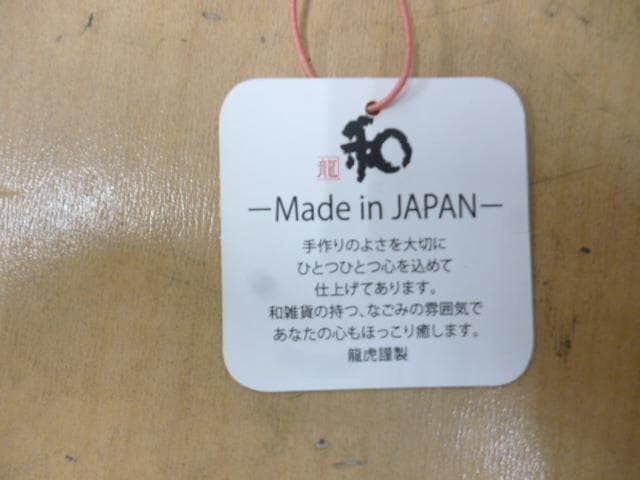 和
龍
—Made in JAPAN—
手作りのよさを大切に
ひとつひとつ心を込めて
仕上げてあります。
和雑貨の持つ、なごみの雰囲気で
あなたの心もほっこり癒します。
龍虎謹製